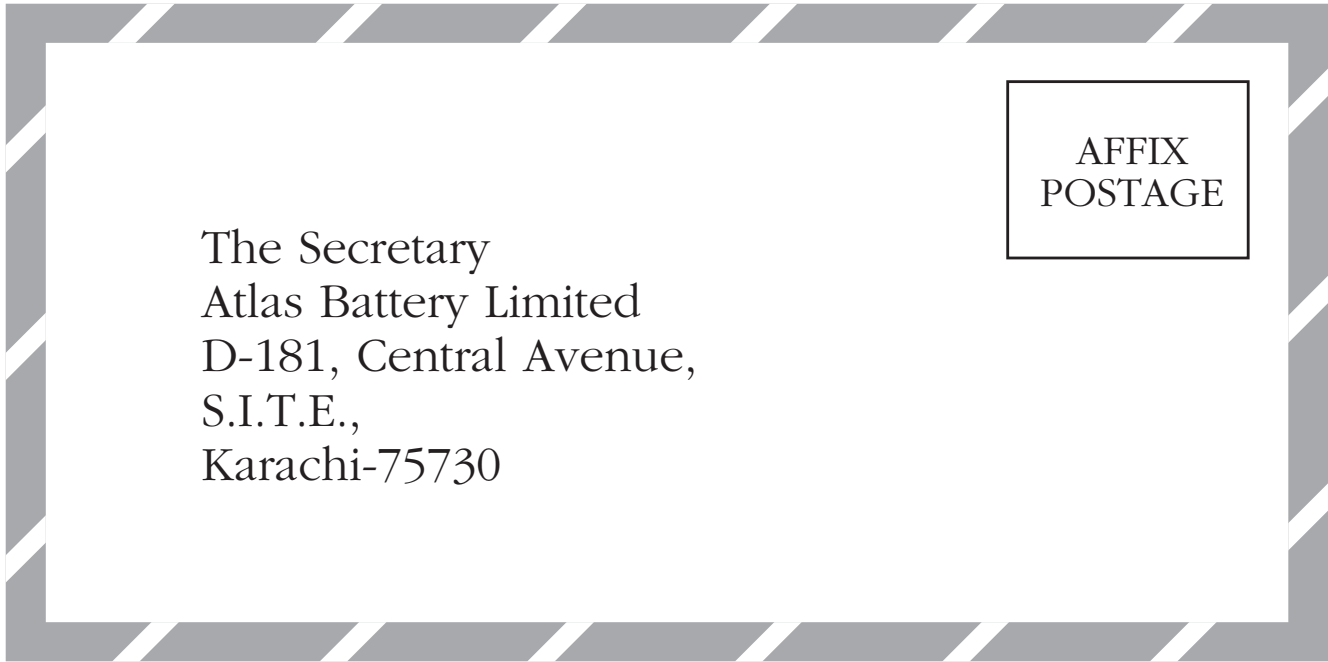 AFFIX
POSTAGE
The Secretary
Atlas Battery Limited
D-181, Central Avenue,
S.I.T.E.,
Karachi-75730